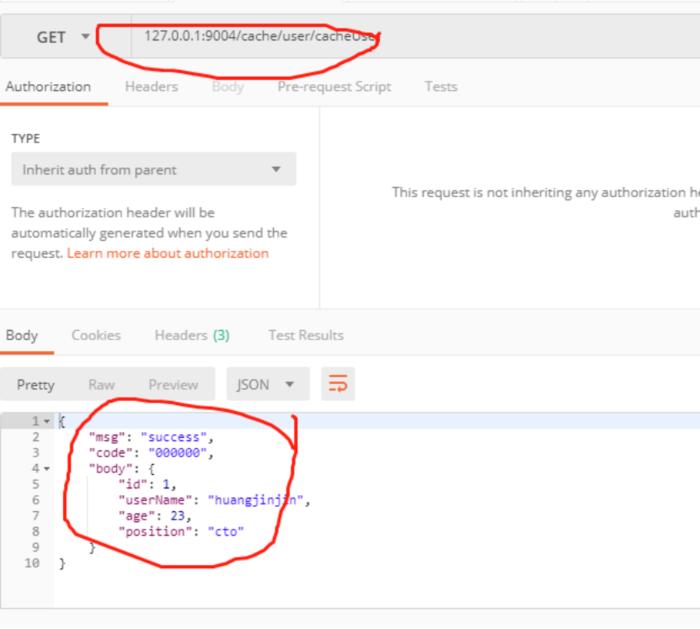 GET 127.0.0.1:9004/cache/user/cacheUser
Authorization Headers Body Pre-request Script Tests
TYPE
Inherit auth from parent
This request is not inheriting any authorization he
auth
The authorization header will be
automatically generated when you send the
request. Learn more about authorization
Body Cookies Headers (3) Test Results
Pretty Raw Preview JSON
1 {
2 "msg": "success",
3 "code": "000000",
4 "body": {
5 "id": 1,
6 "userName": "huangjinjin",
7 "age": 23,
8 "position": "cto"
9 }
10 }